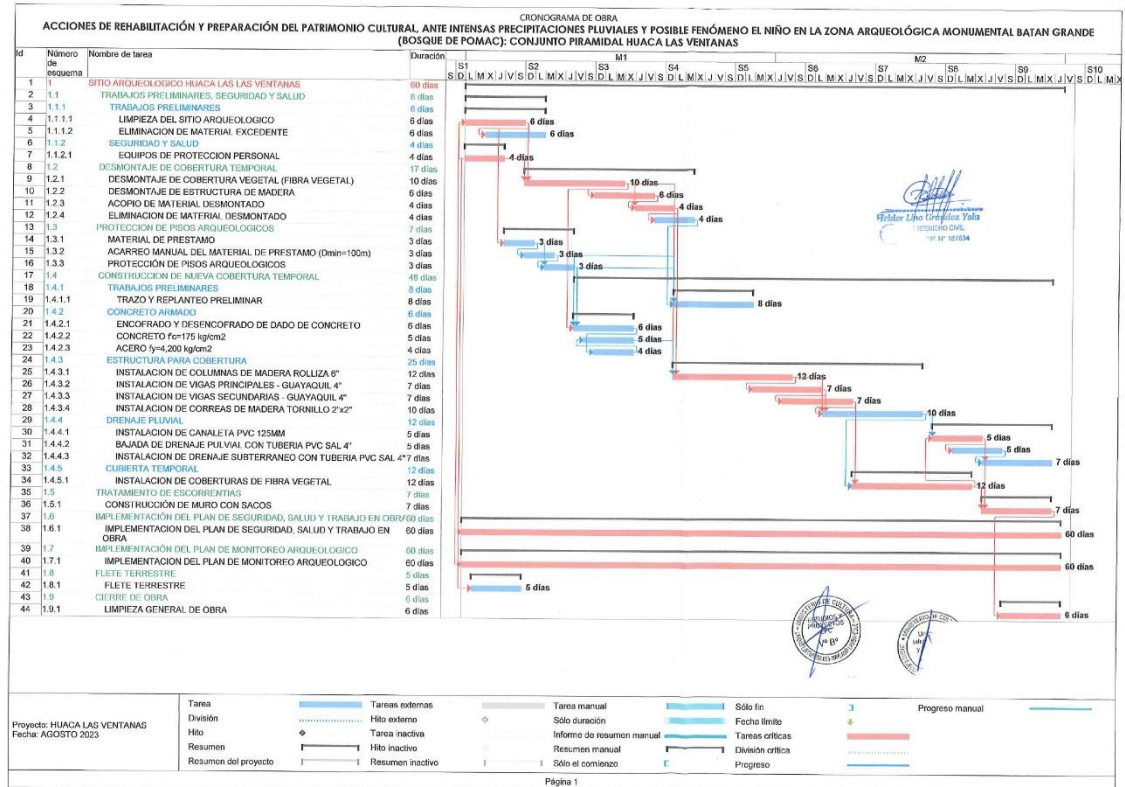 CRONOGRAMA DE OBRA
ACCIONES DE REHABILITACIÓN Y PREPARACIÓN DEL PATRIMONIO CULTURAL, ANTE INTENSAS PRECIPITACIONES PLUVIALES Y POSIBLE FENÓMENO EL NIÑO EN LA ZONA ARQUEOLÓGICA MONUMENTAL BATAN GRANDE
(BOSQUE DE POMAC): CONJUNTO PIRAMIDAL HUACA LAS VENTANAS
Id Número de esquema Nombre de tarea Duración M1 M2
S1 S2 S3 S4 S5 S6 S7 S8 S9 S10
S D L M X J V S D L M X J V S D L M X J V S D L M X J V S D L M X J V S D L M X J V S D L M X J V S D L M X J V S D L M X J V S D L M X
1 1 SITIO ARQUEOLOGICO HUACA LAS LAS VENTANAS 60 días
2 1.1 TRABAJOS PRELIMINARES, SEGURIDAD Y SALUD 8 días
3 1.1.1 TRABAJOS PRELIMINARES 8 días
4 1.1.1.1 LIMPIEZA DEL SITIO ARQUEOLOGICO 6 días 6 días
5 1.1.1.2 ELIMINACION DE MATERIAL EXCEDENTE 6 días 6 días
6 1.1.2 SEGURIDAD Y SALUD 4 días
7 1.1.2.1 EQUIPOS DE PROTECCION PERSONAL 4 días 4 días
8 1.2 DESMONTAJE DE COBERTURA TEMPORAL 17 días
9 1.2.1 DESMONTAJE DE COBERTURA VEGETAL (FIBRA VEGETAL) 10 días 10 días
10 1.2.2 DESMONTAJE DE ESTRUCTURA DE MADERA 6 días 6 días
11 1.2.3 ACOPIO DE MATERIAL DESMONTADO 4 días 4 días
12 1.2.4 ELIMINACION DE MATERIAL DESMONTADO 4 días 4 días
13 1.3 PROTECCION DE PISOS ARQUEOLOGICOS 7 días
14 1.3.1 MATERIAL DE PRESTAMO 3 días 3 días
15 1.3.2 ACARREO MANUAL DEL MATERIAL DE PRESTAMO (Dmin=100m) 3 días 3 días
16 1.3.3 PROTECCIÓN DE PISOS ARQUEOLOGICOS 3 días 3 días
17 1.4 CONSTRUCCION DE NUEVA COBERTURA TEMPORAL 48 días
18 1.4.1 TRABAJOS PRELIMINARES 8 días
19 1.4.1.1 TRAZO Y REPLANTEO PRELIMINAR 8 días 8 días
20 1.4.2 CONCRETO ARMADO 6 días
21 1.4.2.1 ENCOFRADO Y DESENCOFRADO DE DADO DE CONCRETO 6 días 6 días
22 1.4.2.2 CONCRETO f'c=175 kg/cm2 5 días 5 días
23 1.4.2.3 ACERO fy=4,200 kg/cm2 4 días 4 días
24 1.4.3 ESTRUCTURA PARA COBERTURA 25 días
25 1.4.3.1 INSTALACION DE COLUMNAS DE MADERA ROLLIZA 6" 12 días 12 días
26 1.4.3.2 INSTALACION DE VIGAS PRINCIPALES - GUAYAQUIL 4" 7 días 7 días
27 1.4.3.3 INSTALACION DE VIGAS SECUNDARIAS - GUAYAQUIL 4" 7 días 7 días
28 1.4.3.4 INSTALACION DE CORREAS DE MADERA TORNILLO 2"x2" 10 días 10 días
29 1.4.4 DRENAJE PLUVIAL 12 días
30 1.4.4.1 INSTALACION DE CANALETA PVC 125MM 5 días 5 días
31 1.4.4.2 BAJADA DE DRENAJE PULVIAL CON TUBERIA PVC SAL 4" 5 días 5 días
32 1.4.4.3 INSTALACION DE DRENAJE SUBTERRANEO CON TUBERIA PVC SAL 4" 7 días 7 días
33 1.4.5 CUBIERTA TEMPORAL 12 días
34 1.4.5.1 INSTALACION DE COBERTURAS DE FIBRA VEGETAL 12 días 12 días
35 1.5 TRATAMIENTO DE ESCORRENTIAS 7 días
36 1.5.1 CONSTRUCCIÓN DE MURO CON SACOS 7 días 7 días
37 1.6 IMPLEMENTACIÓN DEL PLAN DE SEGURIDAD, SALUD Y TRABAJO EN OBRA 60 días
38 1.6.1 IMPLEMENTACION DEL PLAN DE SEGURIDAD, SALUD Y TRABAJO EN OBRA 60 días 60 días
39 1.7 IMPLEMENTACIÓN DEL PLAN DE MONITOREO ARQUEOLOGICO 60 días
40 1.7.1 IMPLEMENTACION DEL PLAN DE MONITOREO ARQUEOLOGICO 60 días 60 días
41 1.8 FLETE TERRESTRE 5 días
42 1.8.1 FLETE TERRESTRE 5 días 5 días
43 1.9 CIERRE DE OBRA 6 días
44 1.9.1 LIMPIEZA GENERAL DE OBRA 6 días 6 días
INGENIERO CIVIL
MINISTERIO DE CULTURA
ESTUDIOS Y
PROYECTOS
V° B°
Proyecto: HUACA LAS VENTANAS
Fecha: AGOSTO 2023
Tarea Tareas externas Tarea manual Sólo fin Progreso manual
División Hito externo Sólo duración Fecha límite
Hito Tarea inactiva Informe de resumen manual Tareas críticas
Resumen Hito inactivo Resumen manual División crítica
Resumen del proyecto Resumen inactivo Sólo el comienzo Progreso
Página 1